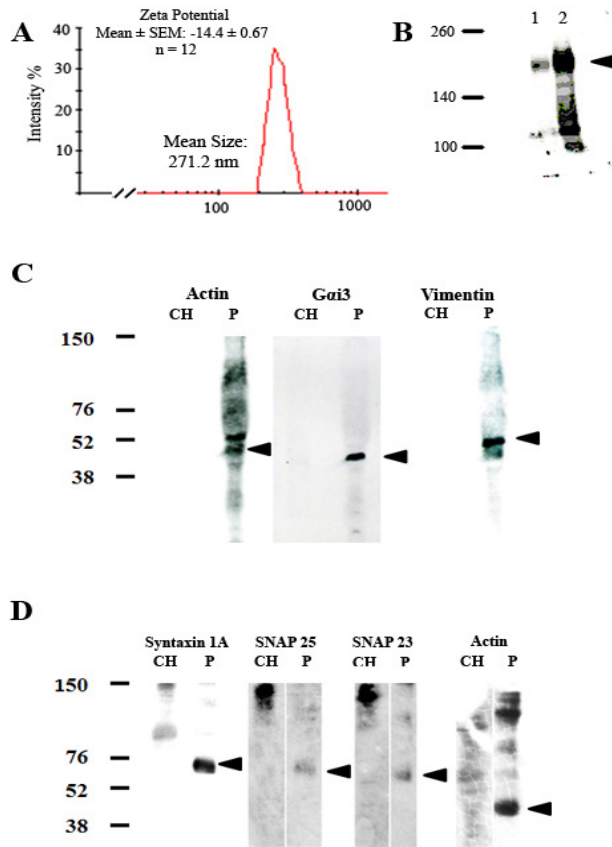 A
Zeta Potential
Mean ± SEM: -14.4 ± 0.67
n = 12
Intensity %
40
30
20
10
0
Mean Size:
271.2 nm
100
1000
B
1 2
260
140
100
C
Actin
Gαi3
Vimentin
CH P
CH P
CH P
150
76
52
38
D
Syntaxin 1A
SNAP 25
SNAP 23
Actin
CH P
CH P
CH P
CH P
150
76
52
38